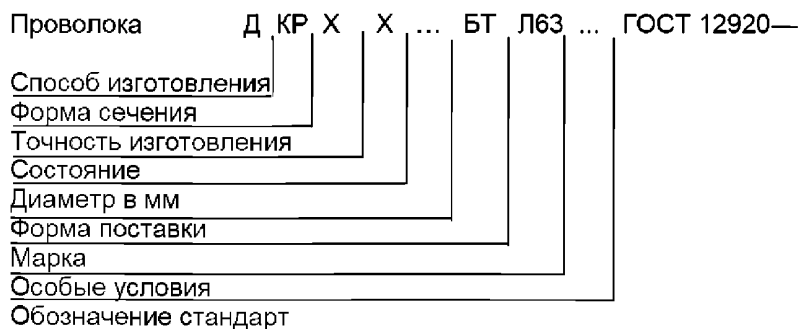 Проволока Д КР Х Х ... БТ Л63 ... ГОСТ 12920—
Способ изготовления
Форма сечения
Точность изготовления
Состояние
Диаметр в мм
Форма поставки
Марка
Особые условия
Обозначение стандарт